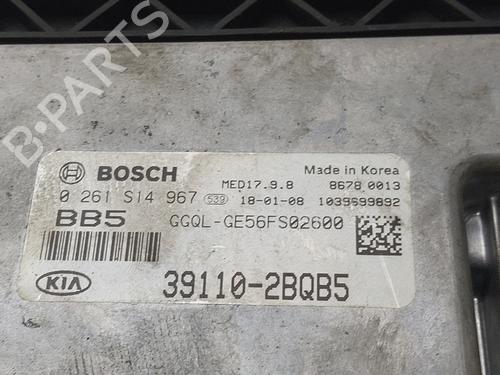 B-PARTS
BOSCH
Made in Korea
0 261 S14 967 539 MED17.9.8 18-01-08 8678 0013
1039S99892
BB5 GGQL-GE56FS02600
KIA 39110-2BQB5